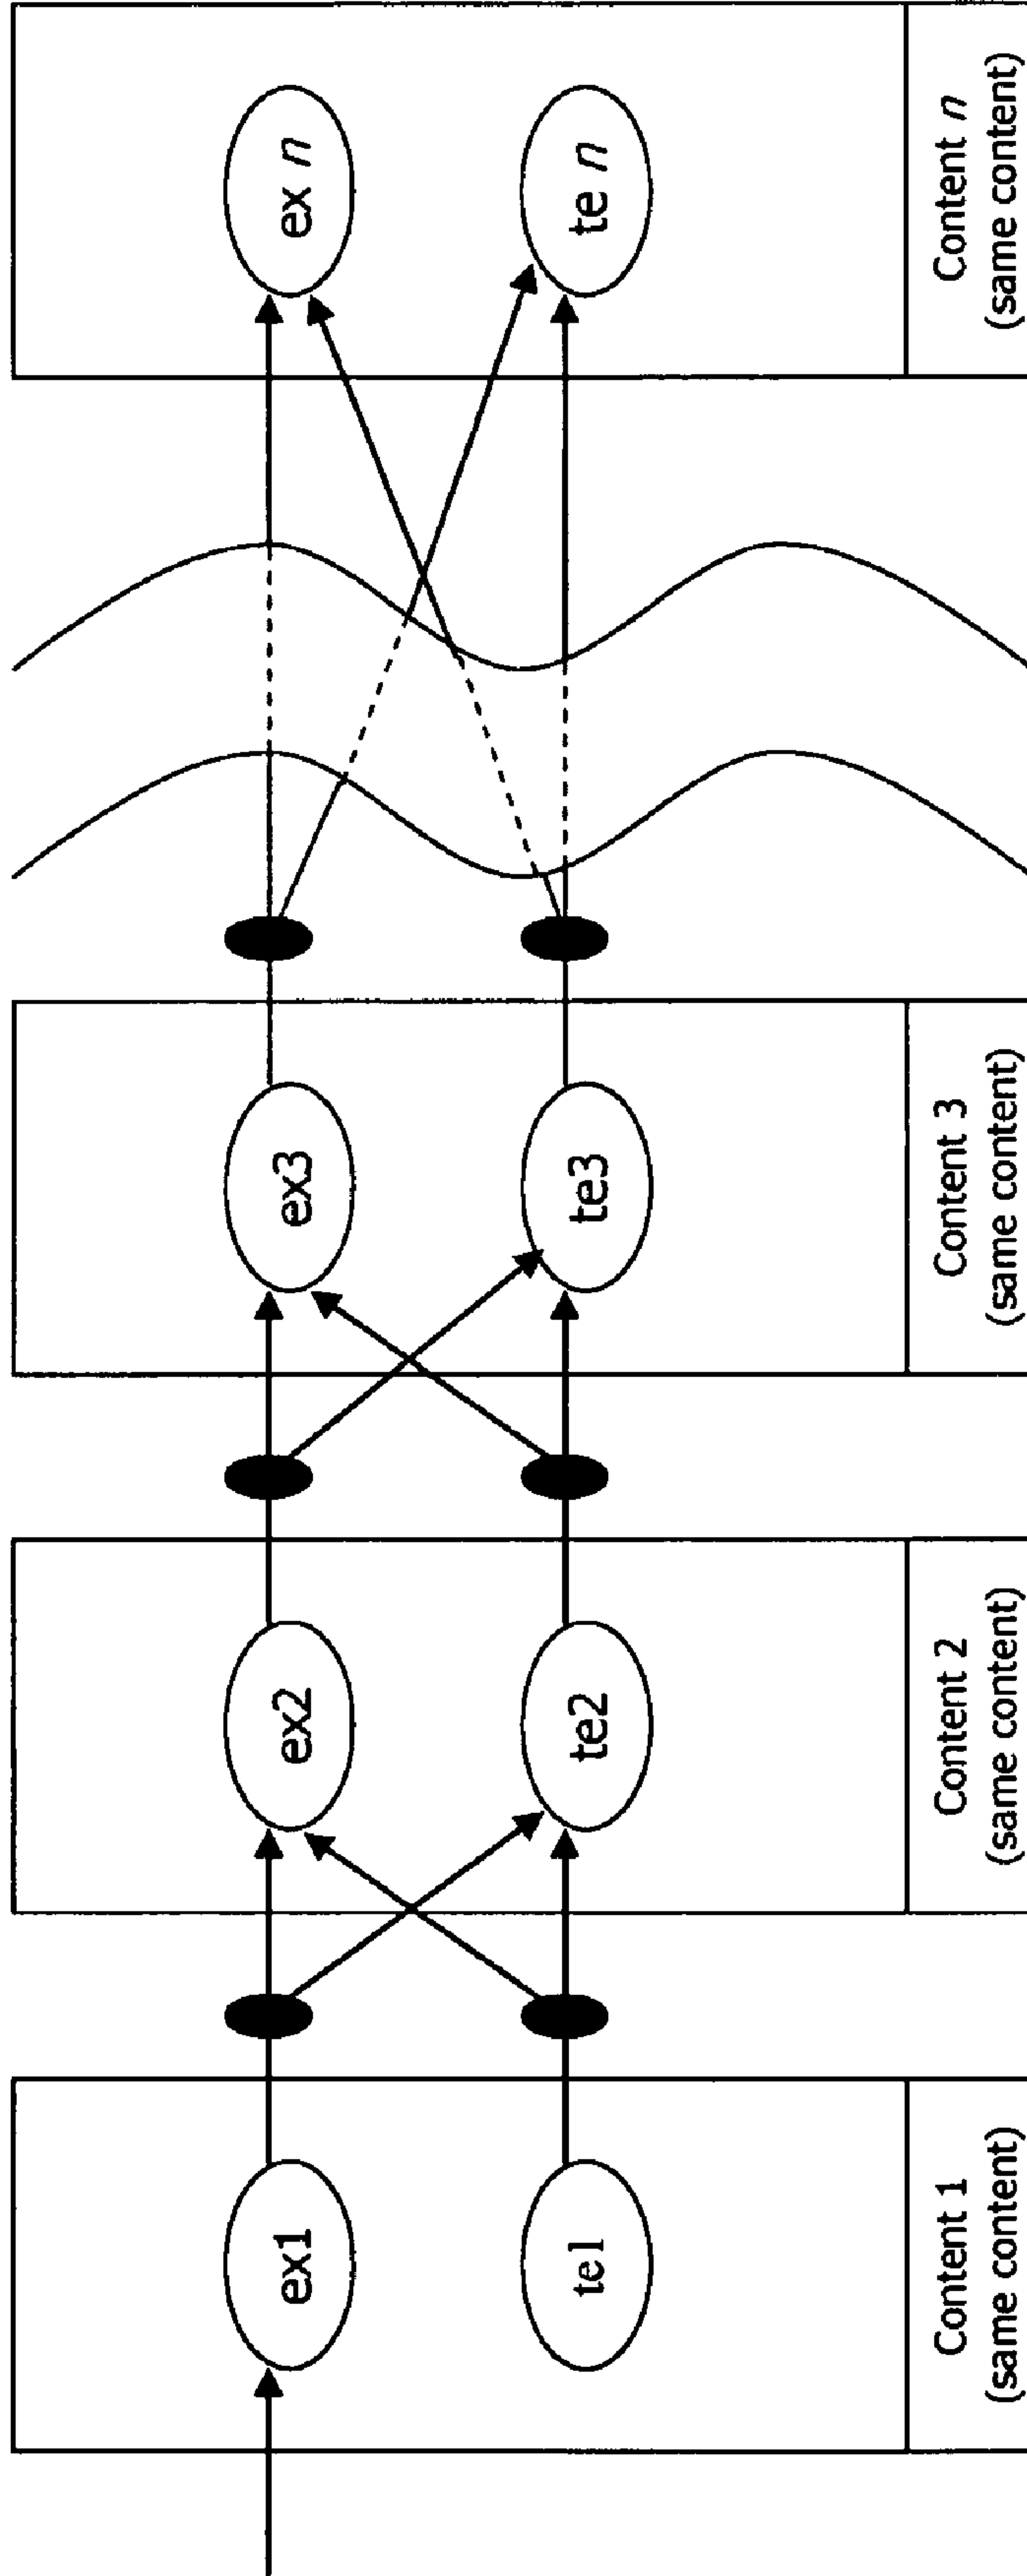 ex1
te1
Content 1
(same content)
ex2
te2
Content 2
(same content)
ex3
te3
Content 3
(same content)
ex n
te n
Content n
(same content)